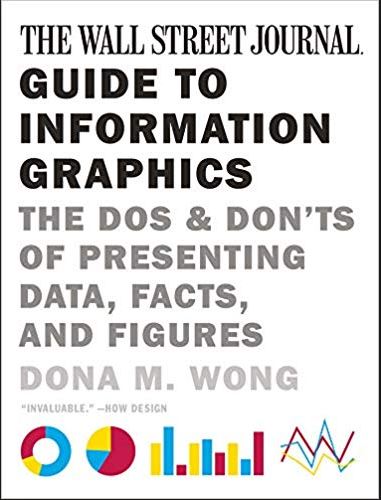 THE WALL STREET JOURNAL.
GUIDE TO
INFORMATION
GRAPHICS
THE DOS & DON'TS
OF PRESENTING
DATA, FACTS,
AND FIGURES
DONA M. WONG
“INVALUABLE.” —HOW DESIGN